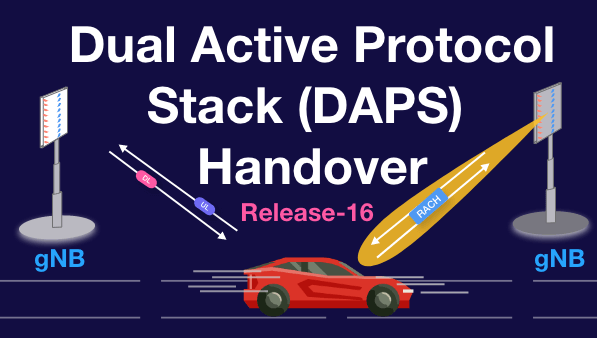 Dual Active Protocol
Stack (DAPS)
Handover
Release-16
DL
UL
RACH
gNB
gNB